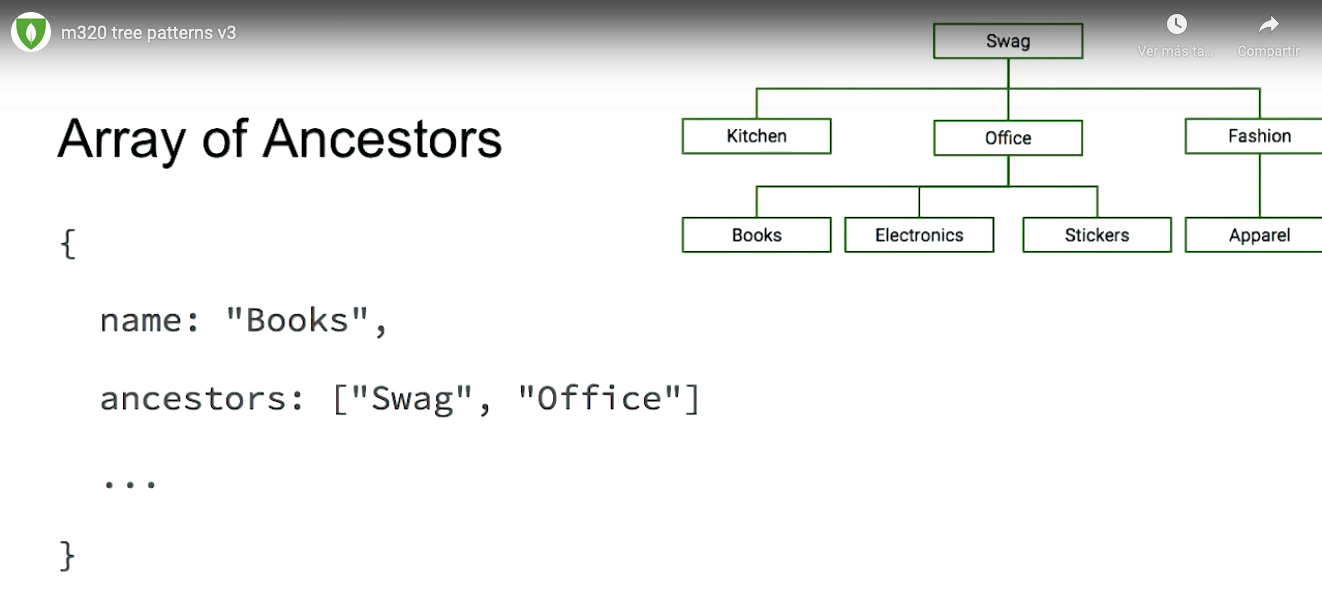 m320 tree patterns v3
Ver más ta...
Compartir
Swag
Kitchen
Office
Fashion
Books
Electronics
Stickers
Apparel
Array of Ancestors
{
name: "Books",
ancestors: ["Swag", "Office"]
...
}